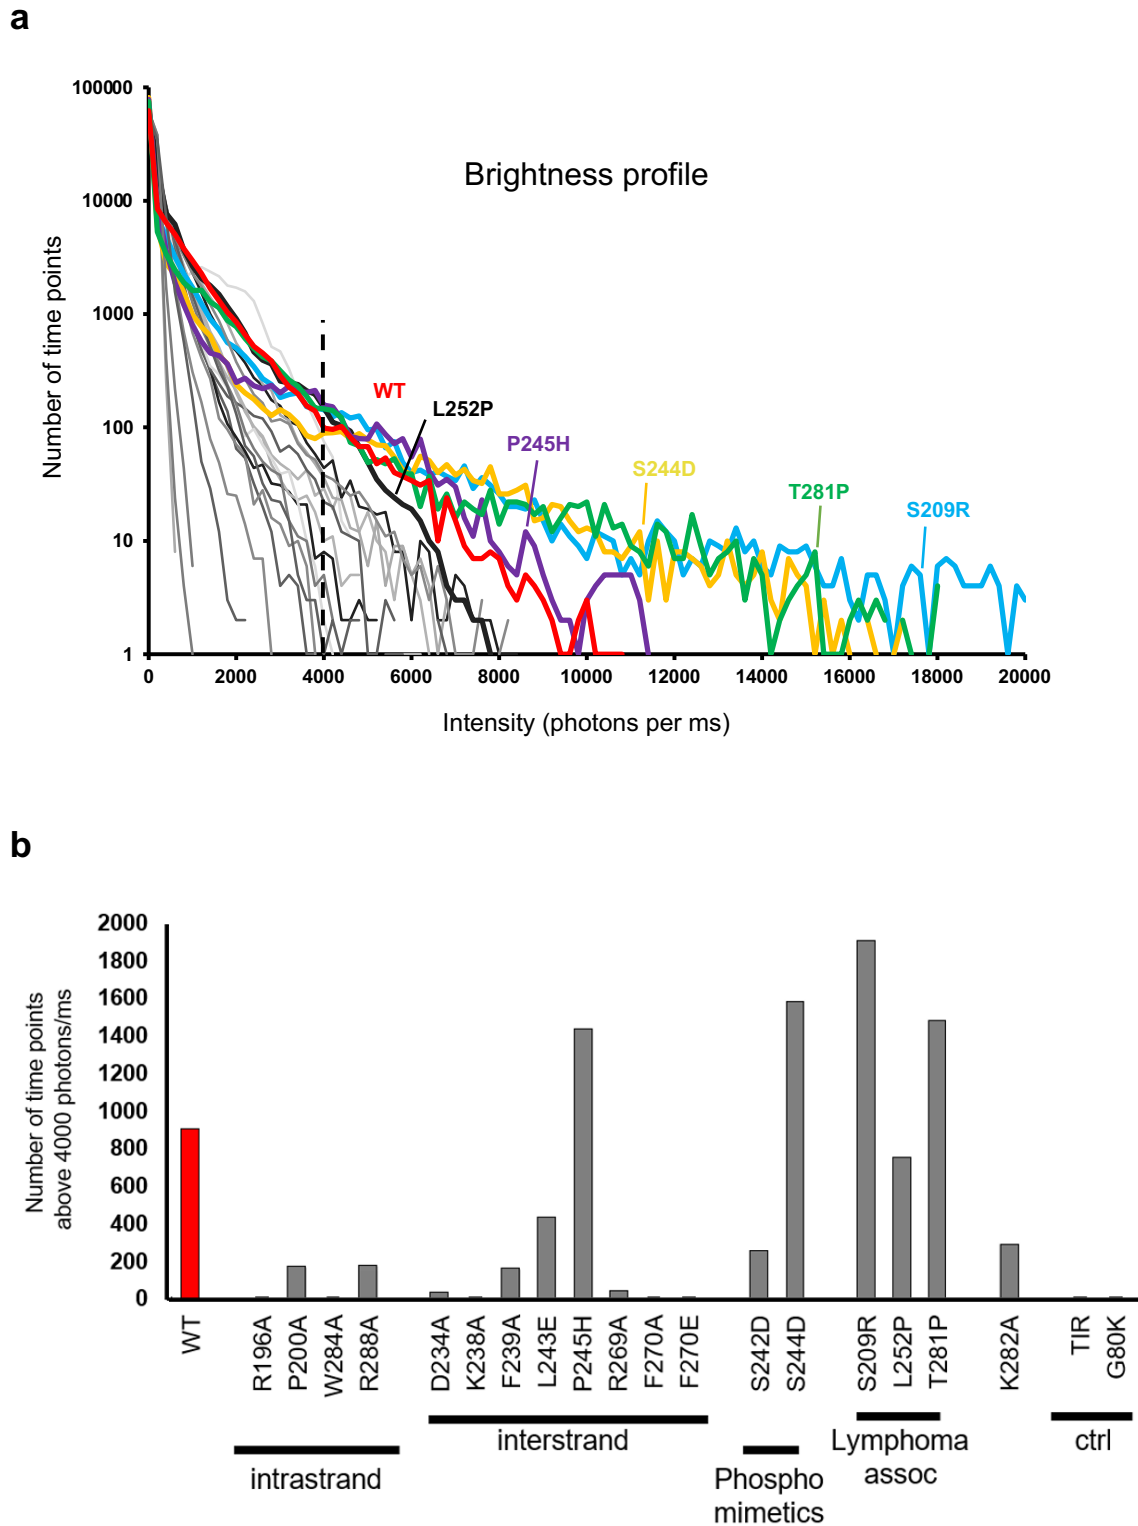 a
Brightness profile
Number of time points
100000
10000
1000
100
10
1
WT
L252P
P245H
S244D
T281P
S209R
0 2000 4000 6000 8000 10000 12000 14000 16000 18000 20000
Intensity (photons per ms)
b
Number of time points
above 4000 photons/ms
2000
1800
1600
1400
1200
1000
800
600
400
200
0
WT R196A P200A W284A R288A D234A K238A F239A L243E P245H R269A F270A F270E S242D S244D S209R L252P T281P K282A TIR G80K
intrastrand
interstrand
Phospho
mimetics
Lymphoma
assoc
ctrl